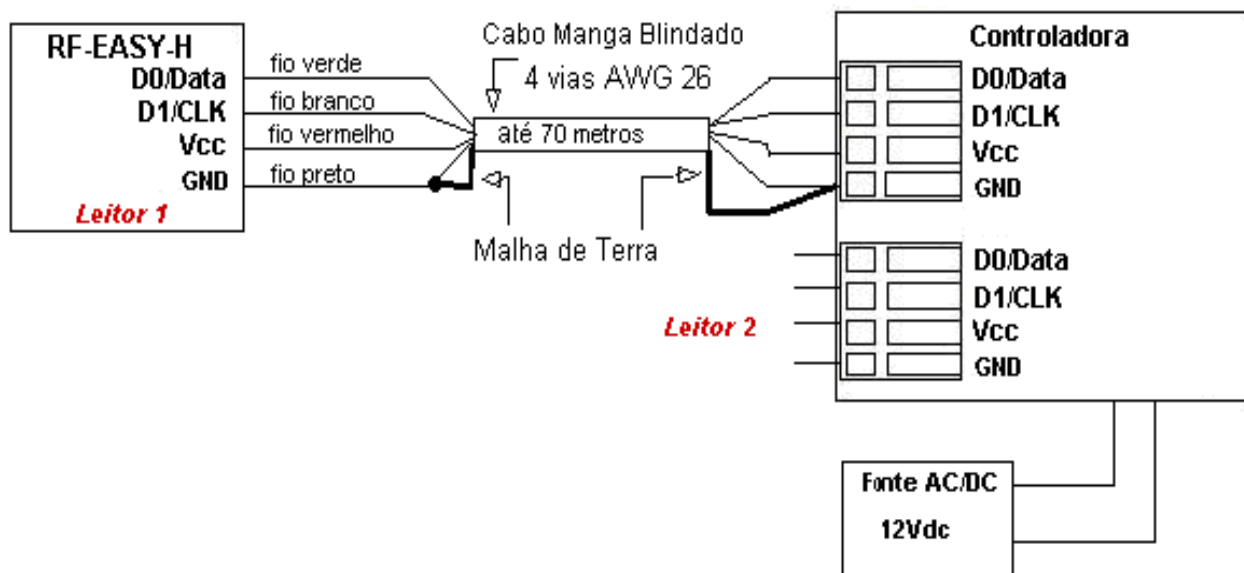 RF-EASY-H
D0/Data
D1/CLK
Vcc
GND
Leitor 1
fio verde
fio branco
fio vermelho
fio preto
Cabo Manga Blindado
4 vias AWG 26
até 70 metros
Malha de Terra
Controladora
D0/Data
D1/CLK
Vcc
GND
Leitor 2
D0/Data
D1/CLK
Vcc
GND
Fonte AC/DC
12Vdc